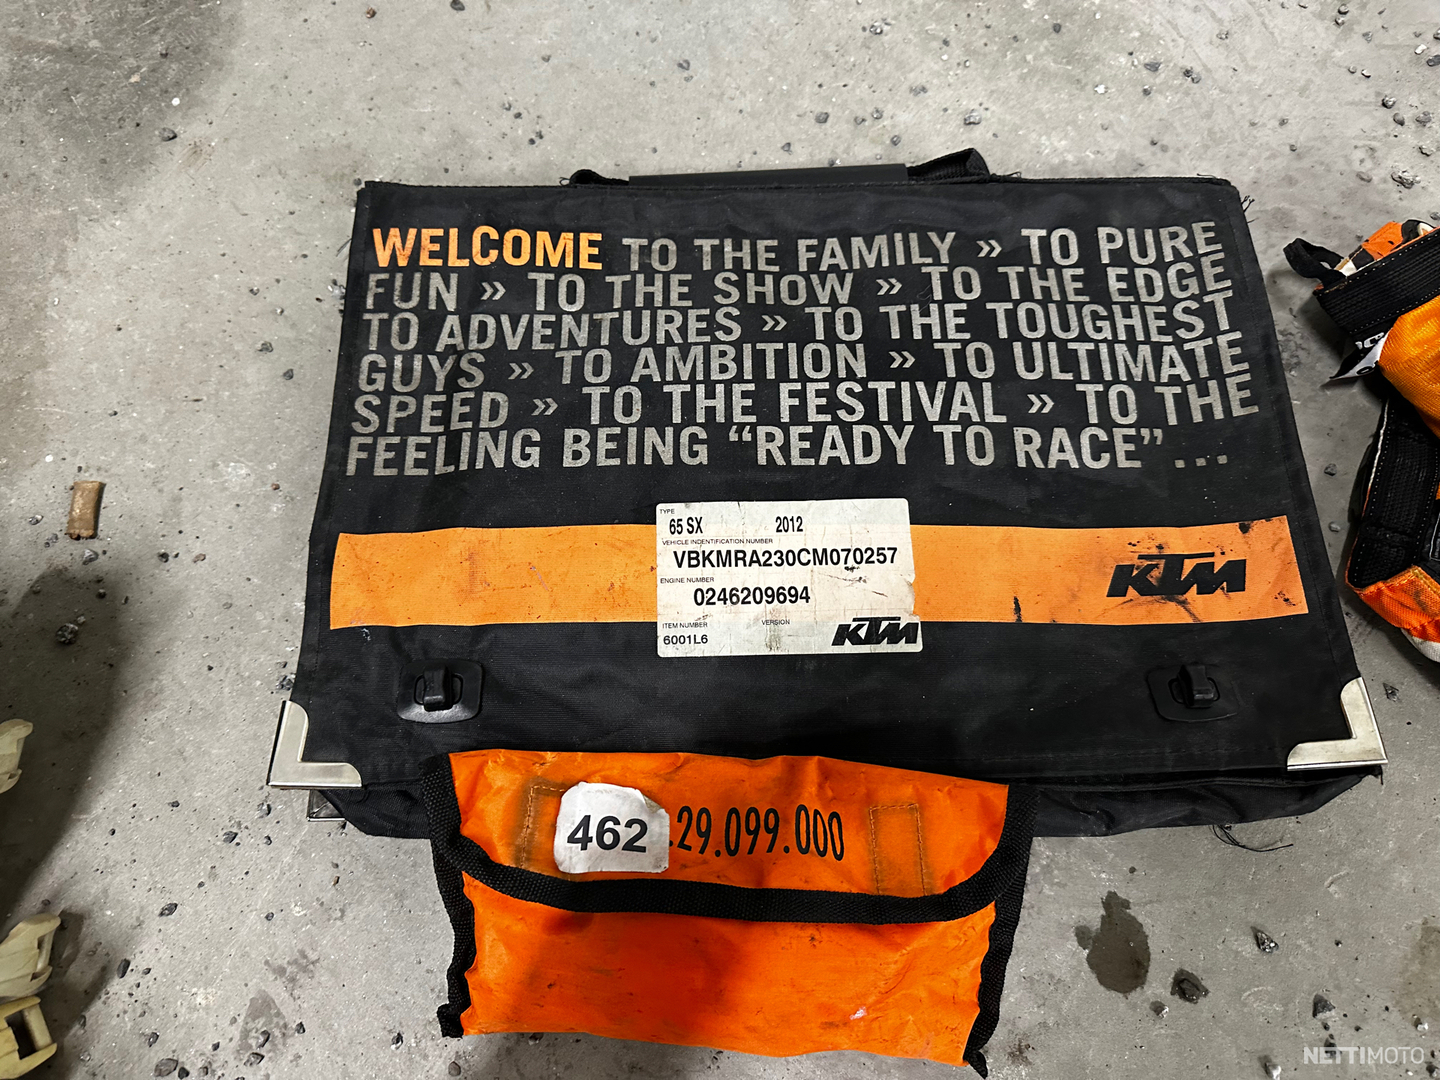 WELCOME TO THE FAMILY » TO PURE
FUN » TO THE SHOW » TO THE EDGE
TO ADVENTURES » TO THE TOUGHEST
GUYS » TO AMBITION » TO ULTIMATE
SPEED » TO THE FESTIVAL » TO THE
FEELING BEING “READY TO RACE” ...
TYPE
65 SX 2012
VEHICLE INDENTIFICATION NUMBER
VBKMRA230CM070257
ENGINE NUMBER
0246209694
ITEM NUMBER VERSION
6001L6
KTM
KTM
462 .29.099.000
NETTIMOTO